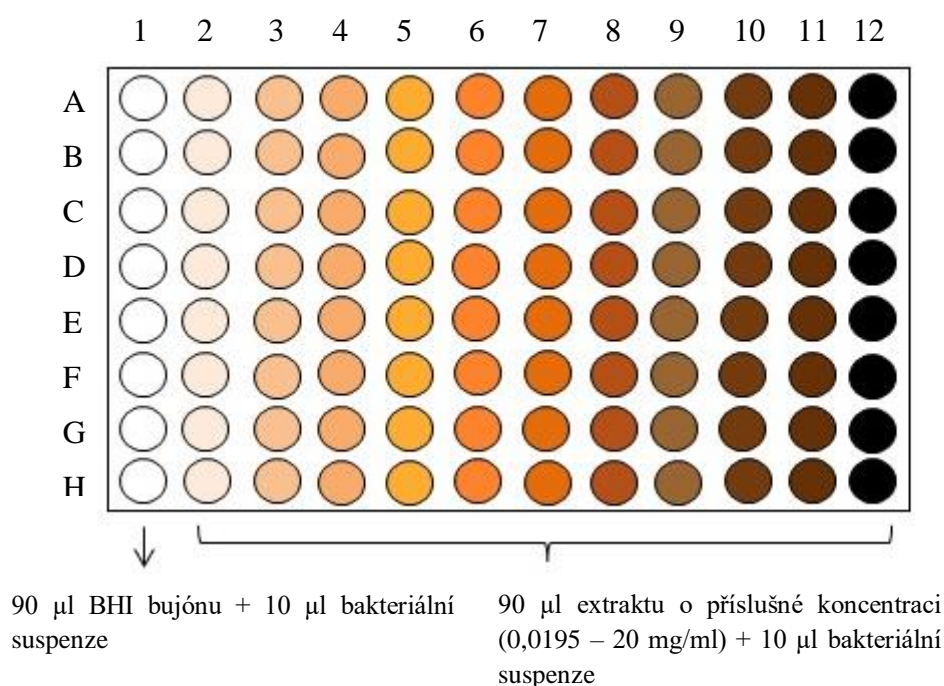 1 2 3 4 5 6 7 8 9 10 11 12
A
B
C
D
E
F
G
H
90 μl BHI bujónu + 10 μl bakteriální
suspenze
90 μl extraktu o příslušné koncentraci
(0,0195 – 20 mg/ml) + 10 μl bakteriální
suspenze